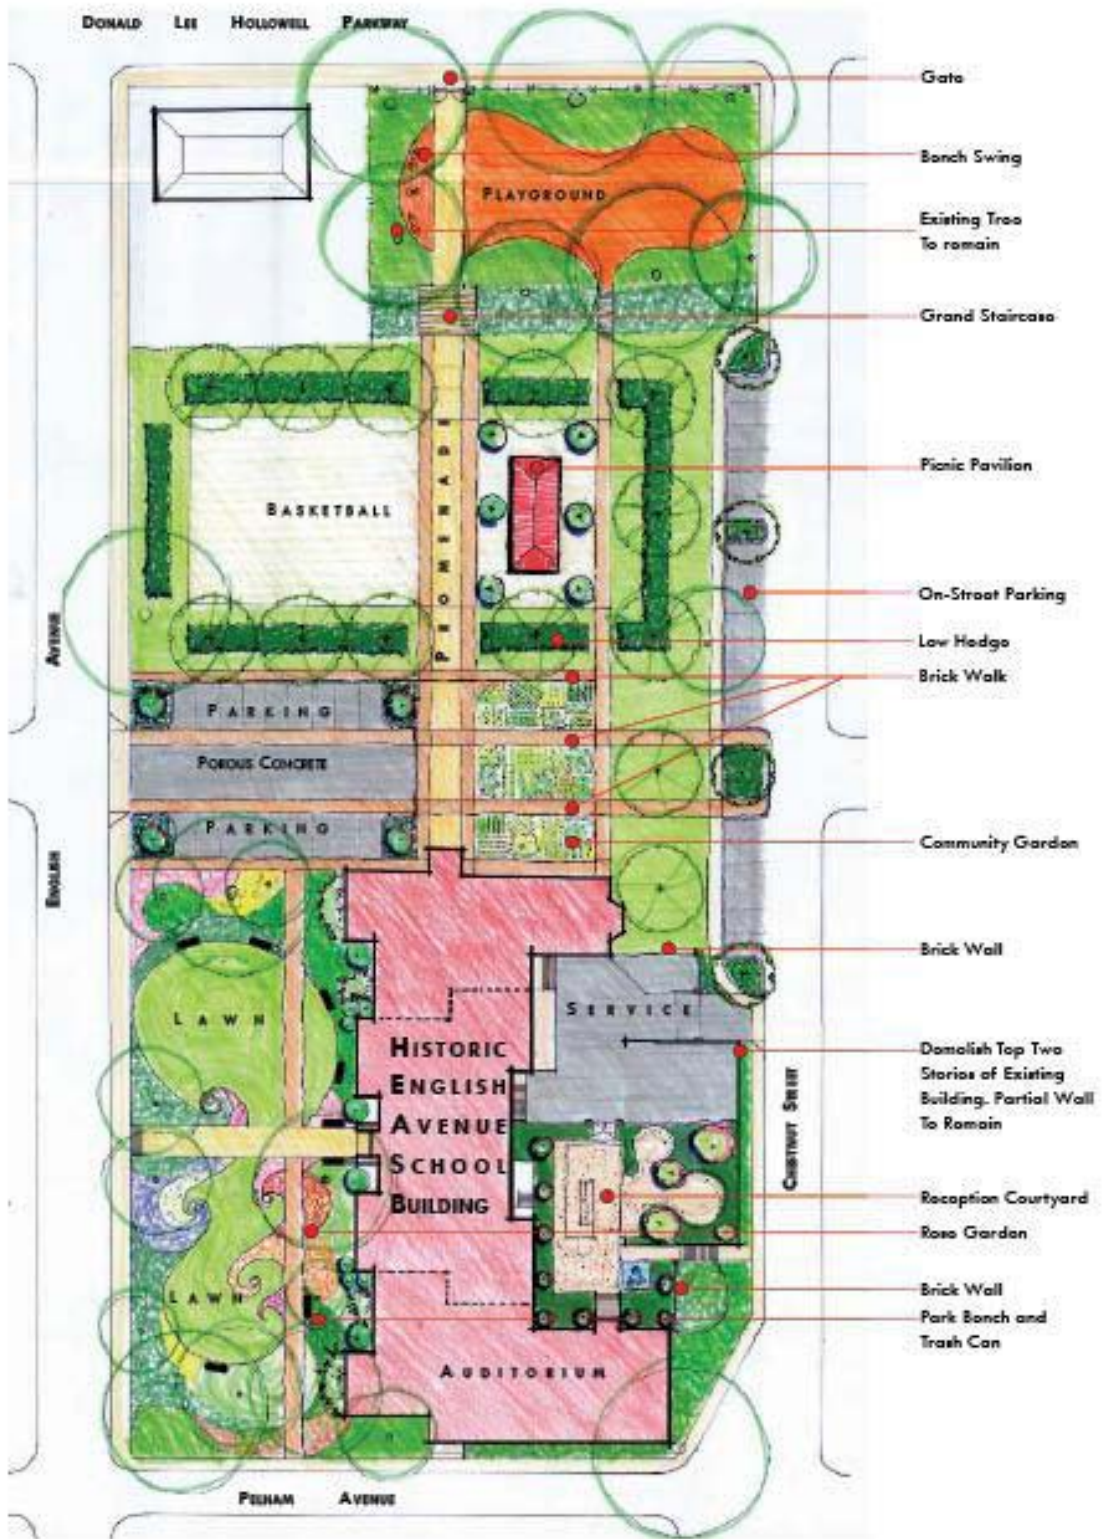 DONALD LEE HOLLOWELL PARKWAY
Gate
Bench Swing
PLAYGROUND
Existing Tree
To remain
Grand Staircase
PROMENADE
Picnic Pavilion
BASKETBALL
On-Street Parking
Low Hedge
Brick Walk
AVENUE
PARKING
POROUS CONCRETE
PARKING
Community Garden
ENGLISH
Brick Wall
LAWN
SERVICE
HISTORIC
ENGLISH
AVENUE
SCHOOL
BUILDING
Demolish Top Two
Stories of Existing
Building. Partial Wall
To Remain
CHESTNUT STREET
Reception Courtyard
Rose Garden
Brick Wall
LAWN
Park Bench and
Trash Can
AUDITORIUM
PELHAM AVENUE